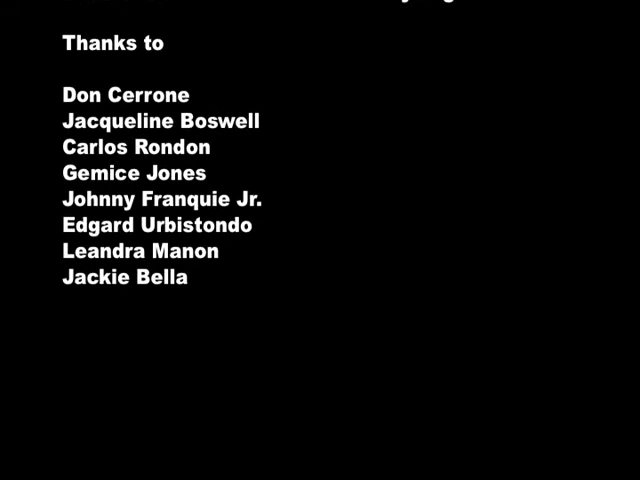 Thanks to
Don Cerrone
Jacqueline Boswell
Carlos Rondon
Gemice Jones
Johnny Franquie Jr.
Edgard Urbistondo
Leandra Manon
Jackie Bella